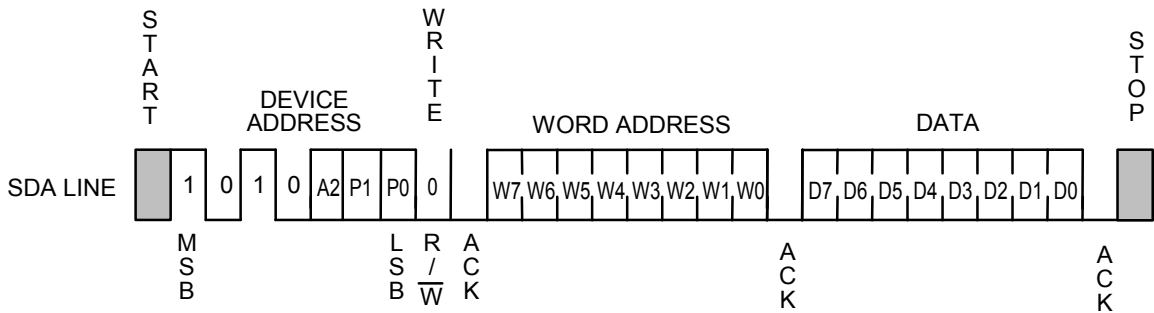 START
WRITE
STOP
DEVICE
ADDRESS
WORD ADDRESS
DATA
SDA LINE
1 0 1 0 A2 P1 P0 0 W7 W6 W5 W4 W3 W2 W1 W0 D7 D6 D5 D4 D3 D2 D1 D0
MSB
LSB
R/W̅
ACK
ACK
ACK